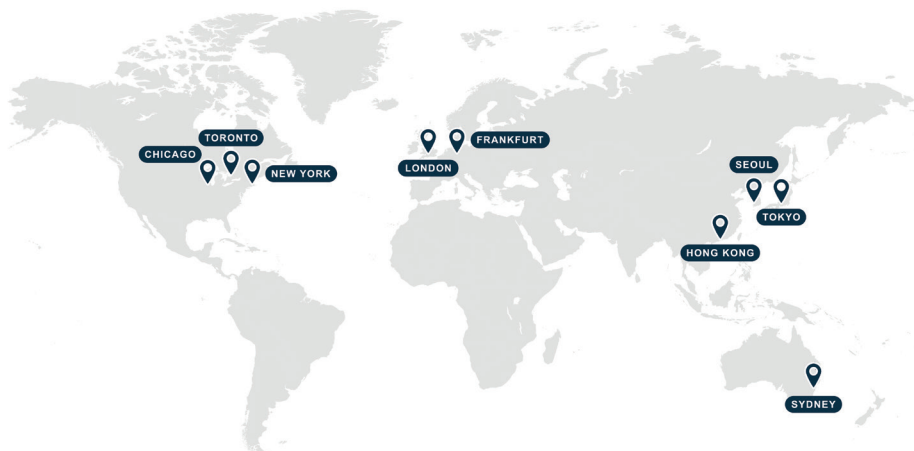 TORONTO
CHICAGO
NEW YORK
LONDON
FRANKFURT
SEOUL
TOKYO
HONG KONG
SYDNEY